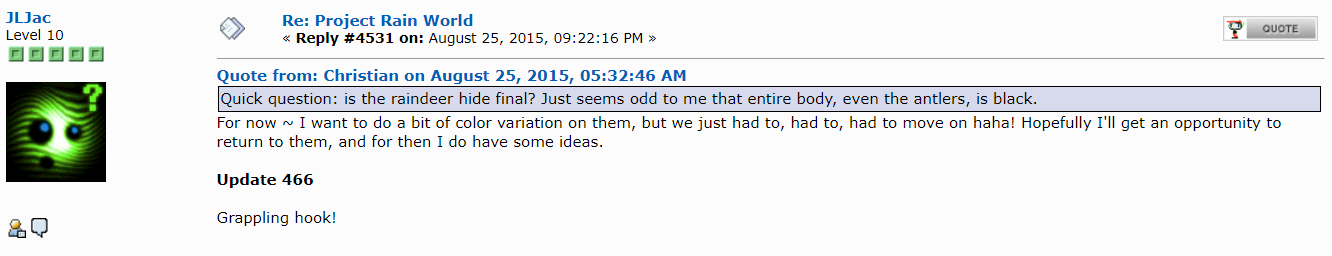 JLJac
Level 10
Re: Project Rain World
« Reply #4531 on: August 25, 2015, 09:22:16 PM »
QUOTE
Quote from: Christian on August 25, 2015, 05:32:46 AM
Quick question: is the raindeer hide final? Just seems odd to me that entire body, even the antlers, is black.
For now ~ I want to do a bit of color variation on them, but we just had to, had to, had to move on haha! Hopefully I'll get an opportunity to
return to them, and for then I do have some ideas.
Update 466
Grappling hook!